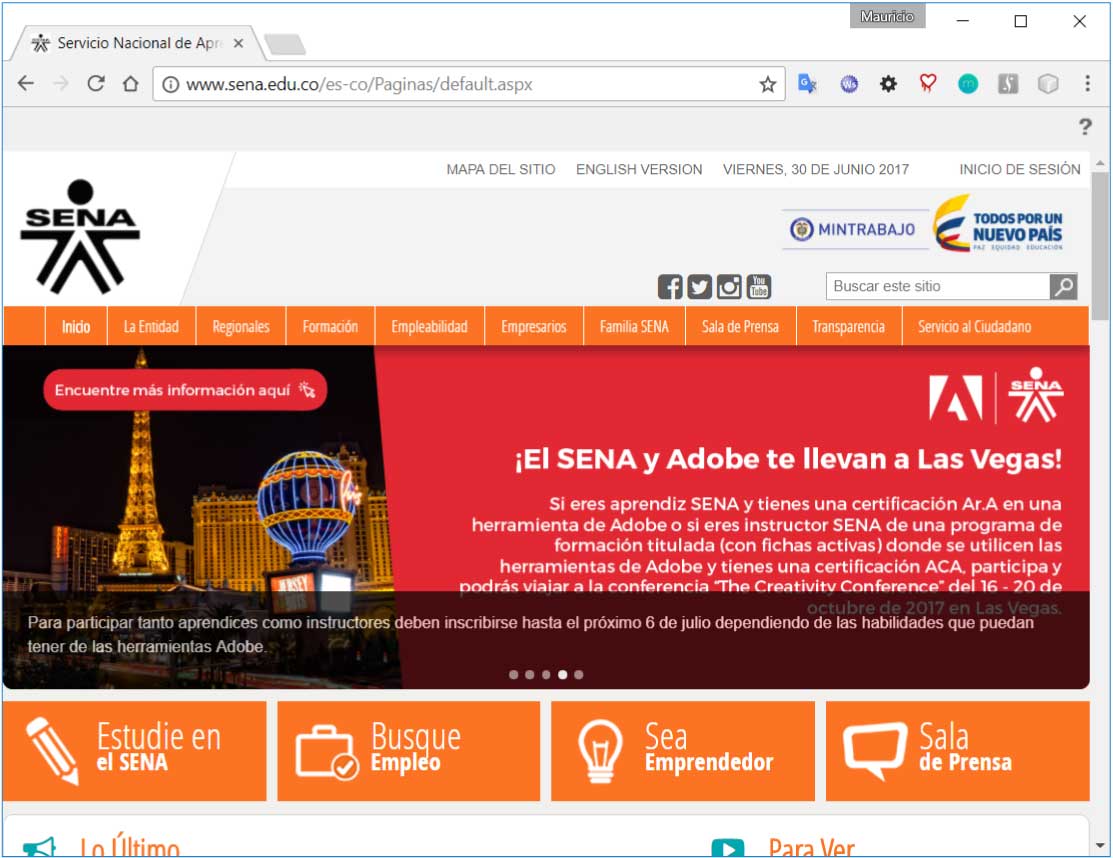 Mauricio
Servicio Nacional de Apr
www.sena.edu.co/es-co/Paginas/default.aspx
?
MAPA DEL SITIO ENGLISH VERSION VIERNES, 30 DE JUNIO 2017 INICIO DE SESIÓN
SENA
MINTRABAJO
TODOS POR UN
NUEVO PAÍS
PAZ EQUIDAD EDUCACIÓN
You
Tube
Buscar este sitio
Inicio La Entidad Regionales Formación Empleabilidad Empresarios Familia SENA Sala de Prensa Transparencia Servicio al Ciudadano
Encuentre más información aquí
SENA
¡El SENA y Adobe te llevan a Las Vegas!
Si eres aprendiz SENA y tienes una certificación Ar.A en una
herramienta de Adobe o si eres instructor SENA de una programa de
formación titulada (con fichas activas) donde se utilicen las
herramientas de Adobe y tienes una certificación ACA, participa y
podrás viajar a la conferencia “The Creativity Conference” del 16 - 20 de
octubre de 2017 en Las Vegas.
Paris
Para participar tanto aprendices como instructores deben inscribirse hasta el próximo 6 de julio dependiendo de las habilidades que puedan
tener de las herramientas Adobe.
Estudie en
el SENA
Busque
Empleo
Sea
Emprendedor
Sala
de Prensa
Lo Último
Para Ver